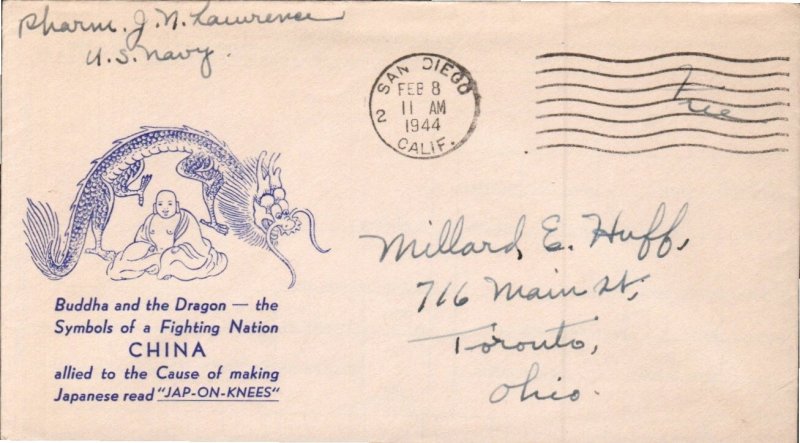 Pharm. J. N. Lawrence
U.S. Navy.
SAN DIEGO
FEB 8
11 AM
1944
2
CALIF.
Free
Buddha and the Dragon — the
Symbols of a Fighting Nation
CHINA
allied to the Cause of making
Japanese read "JAP-ON-KNEES"
Millard E. Huff,
716 Main St,
Toronto,
Ohio.